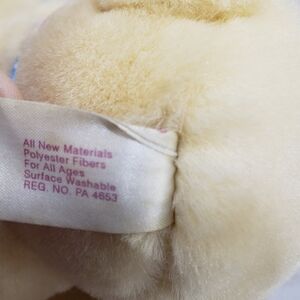 All New Materials
Polyester Fibers
For All Ages
Surface Washable
REG. NO. PA 4653